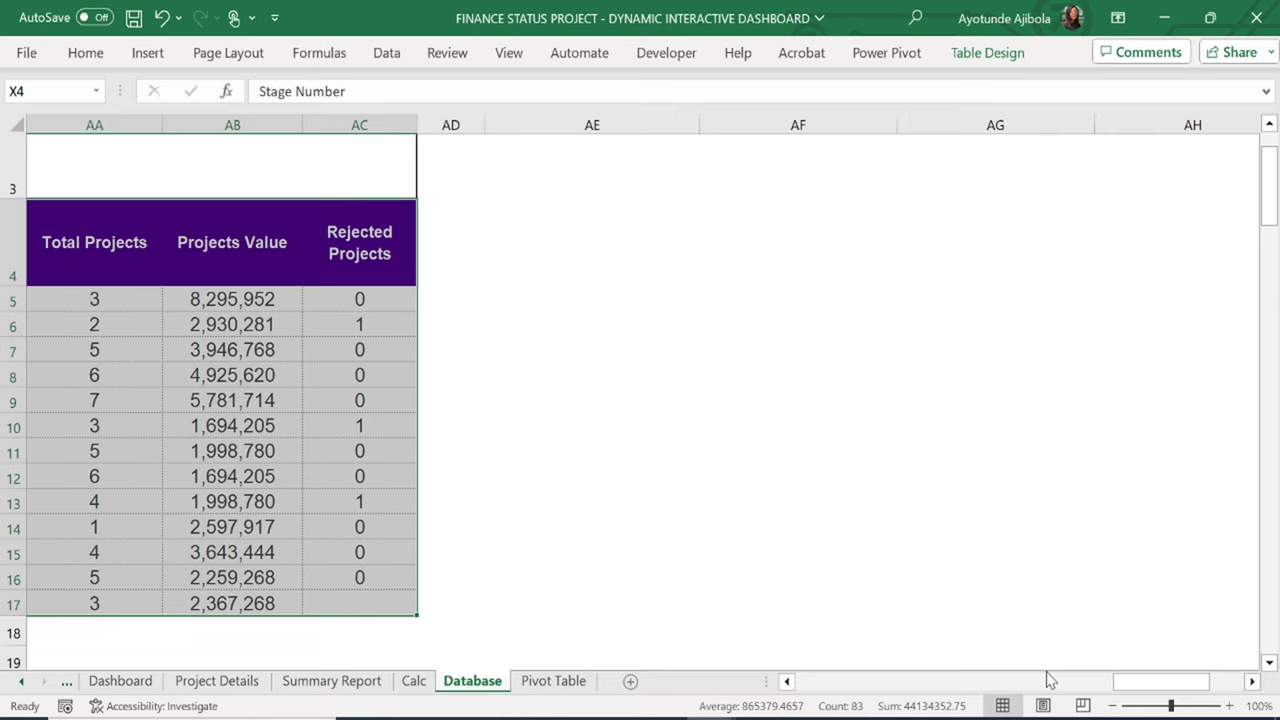 AutoSave Off FINANCE STATUS PROJECT - DYNAMIC INTERACTIVE DASHBOARD Ayotunde Ajibola
File Home Insert Page Layout Formulas Data Review View Automate Developer Help Acrobat Power Pivot Table Design Comments Share
X4 fx Stage Number
AA AB AC AD AE AF AG AH
3
4 Total Projects Projects Value Rejected
Projects
5 3 8,295,952 0
6 2 2,930,281 1
7 5 3,946,768 0
8 6 4,925,620 0
9 7 5,781,714 0
10 3 1,694,205 1
11 5 1,998,780 0
12 6 1,694,205 0
13 4 1,998,780 1
14 1 2,597,917 0
15 4 3,643,444 0
16 5 2,259,268 0
17 3 2,367,268
18
19
... Dashboard Project Details Summary Report Calc Database Pivot Table
Ready Accessibility: Investigate Average: 865379.4657 Count: 83 Sum: 44134352.75 100%